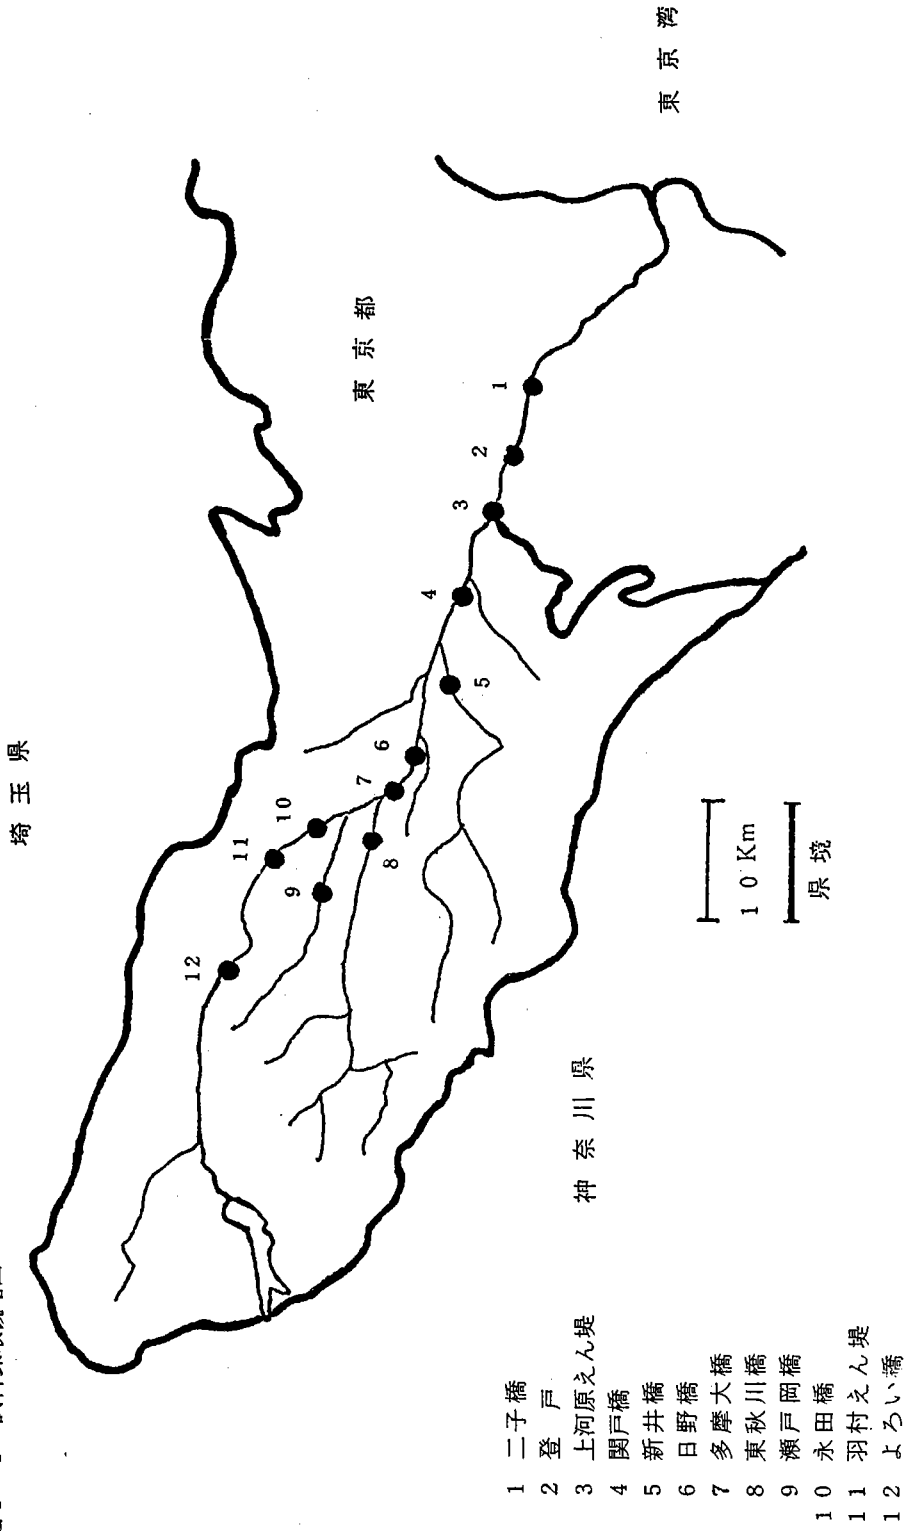 埼玉県
東京都
東京湾
神奈川県
1
2
3
4
5
6
7
8
9
10
11
12
10Km
県境
1 二子橋
2 登戸
3 上河原えん堤
4 関戸橋
5 新井橋
6 日野橋
7 多摩大橋
8 東秋川橋
9 瀬戸岡橋
10 永田橋
11 羽村えん堤
12 よろい橋